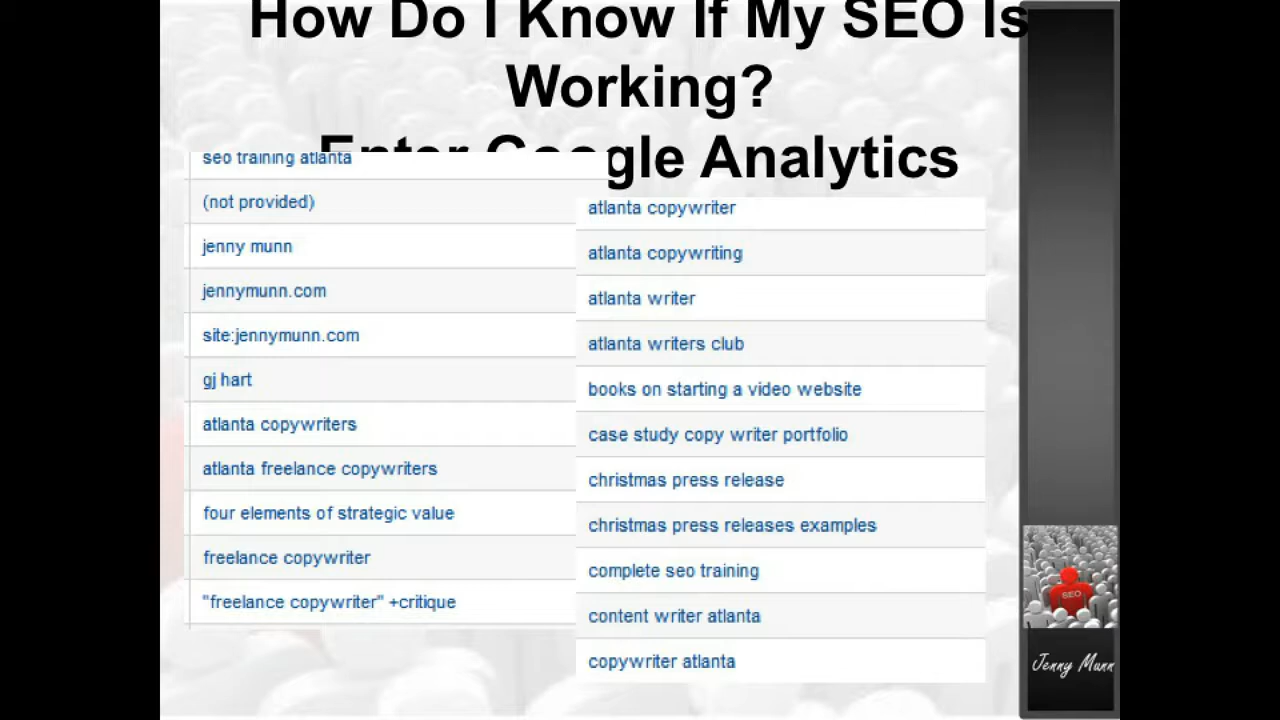 How Do I Know If My SEO Is
Working?
Enter Google Analytics
seo training atlanta
(not provided)
jenny munn
jennymunn.com
site:jennymunn.com
gj hart
atlanta copywriters
atlanta freelance copywriters
four elements of strategic value
freelance copywriter
"freelance copywriter" +critique
atlanta copywriter
atlanta copywriting
atlanta writer
atlanta writers club
books on starting a video website
case study copy writer portfolio
christmas press release
christmas press releases examples
complete seo training
content writer atlanta
copywriter atlanta
SEO
Jenny Munn